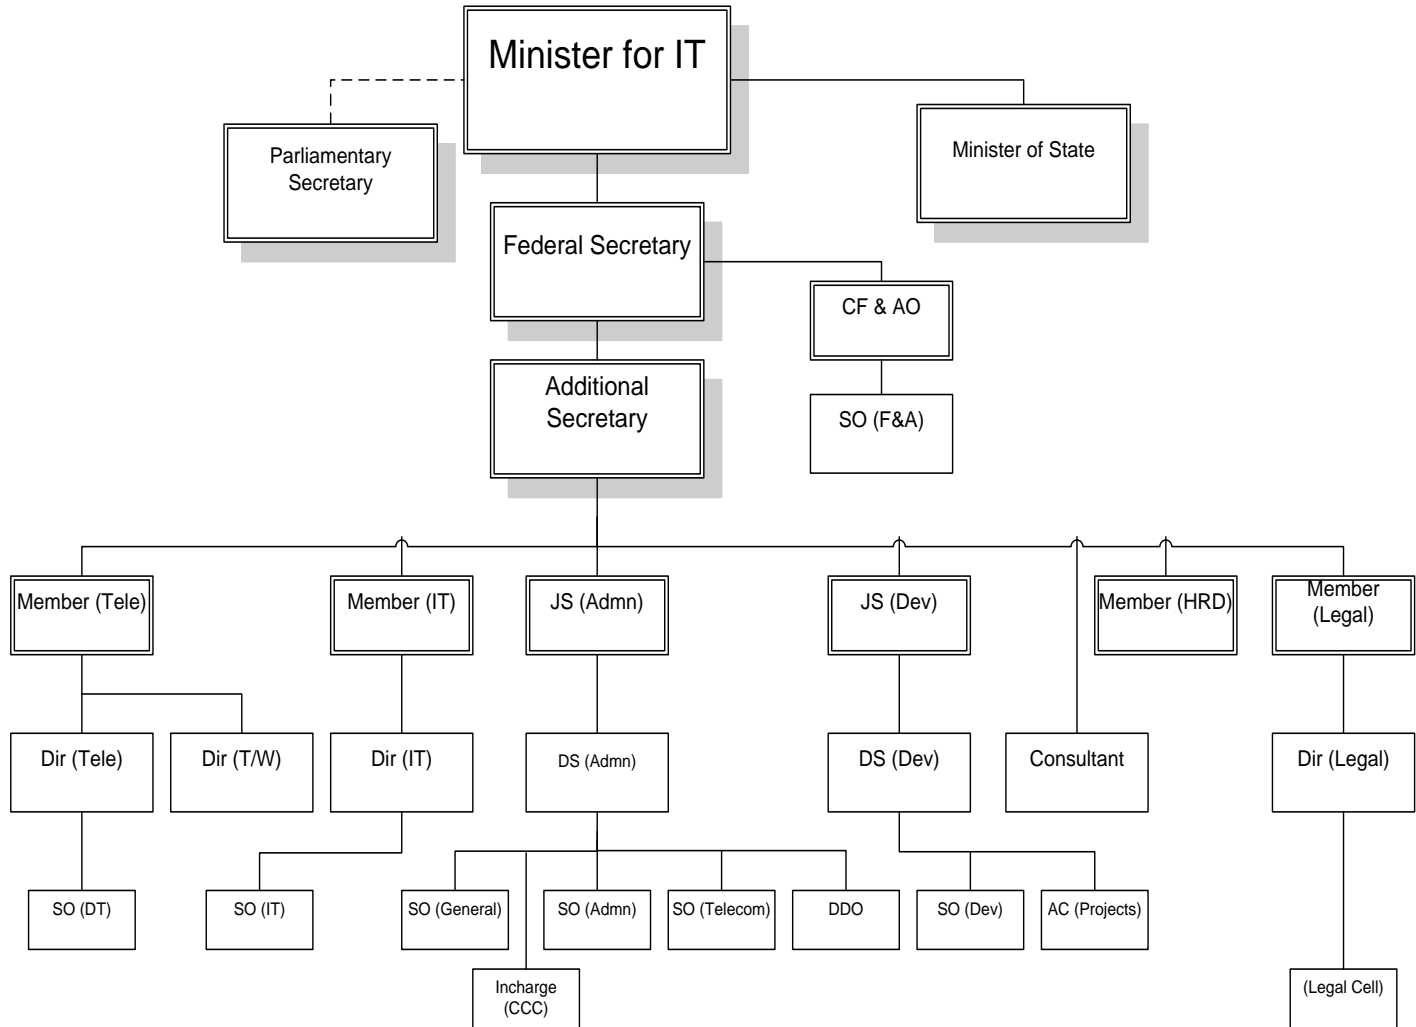 Minister for IT
Parliamentary
Secretary
Minister of State
Federal Secretary
CF & AO
Additional
Secretary
SO (F&A)
Member (Tele)
Member (IT)
JS (Admn)
JS (Dev)
Member (HRD)
Member
(Legal)
Dir (Tele)
Dir (T/W)
Dir (IT)
DS (Admn)
DS (Dev)
Consultant
Dir (Legal)
SO (DT)
SO (IT)
SO (General)
SO (Admn)
SO (Telecom)
DDO
SO (Dev)
AC (Projects)
Incharge
(CCC)
(Legal Cell)